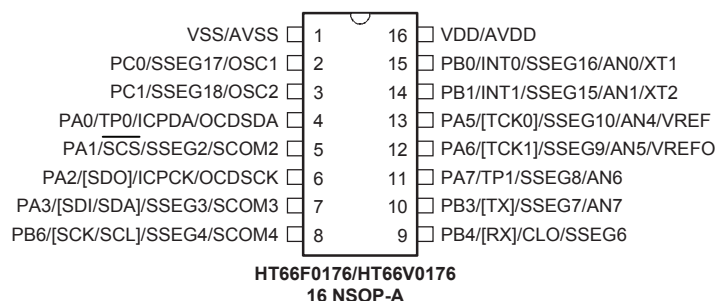 VSS/AVSS 1 16 VDD/AVDD
PC0/SSEG17/OSC1 2 15 PB0/INT0/SSEG16/AN0/XT1
PC1/SSEG18/OSC2 3 14 PB1/INT1/SSEG15/AN1/XT2
PA0/TP0/ICPDA/OCDSDA 4 13 PA5/[TCK0]/SSEG10/AN4/VREF
PA1/SCS/SSEG2/SCOM2 5 12 PA6/[TCK1]/SSEG9/AN5/VREFO
PA2/[SDO]/ICPCK/OCDSCK 6 11 PA7/TP1/SSEG8/AN6
PA3/[SDI/SDA]/SSEG3/SCOM3 7 10 PB3/[TX]/SSEG7/AN7
PB6/[SCK/SCL]/SSEG4/SCOM4 8 9 PB4/[RX]/CLO/SSEG6
HT66F0176/HT66V0176
16 NSOP-A